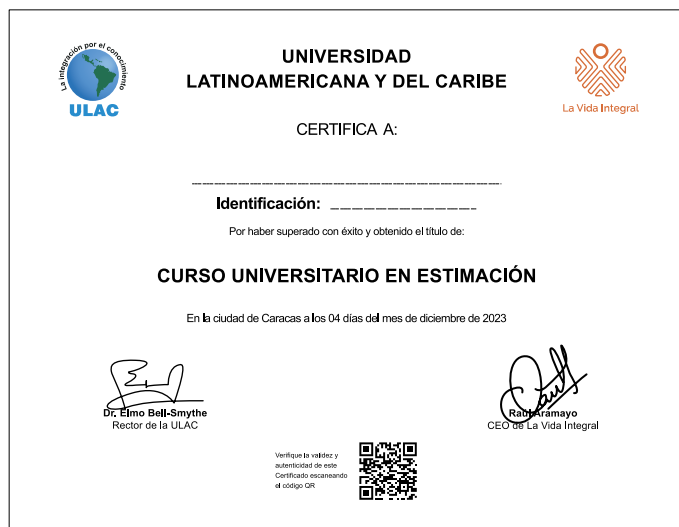 La integración por el conocimiento
ULAC
UNIVERSIDAD
LATINOAMERICANA Y DEL CARIBE
La Vida Integral
CERTIFICA A:
Identificación:
Por haber superado con éxito y obtenido el título de:
CURSO UNIVERSITARIO EN ESTIMACIÓN
En la ciudad de Caracas a los 04 días del mes de diciembre de 2023
Dr. Elmo Bell-Smythe
Rector de la ULAC
Raúl Aramayo
CEO de La Vida Integral
Verifique la validez y
autenticidad de este
Certificado escaneando
el código QR